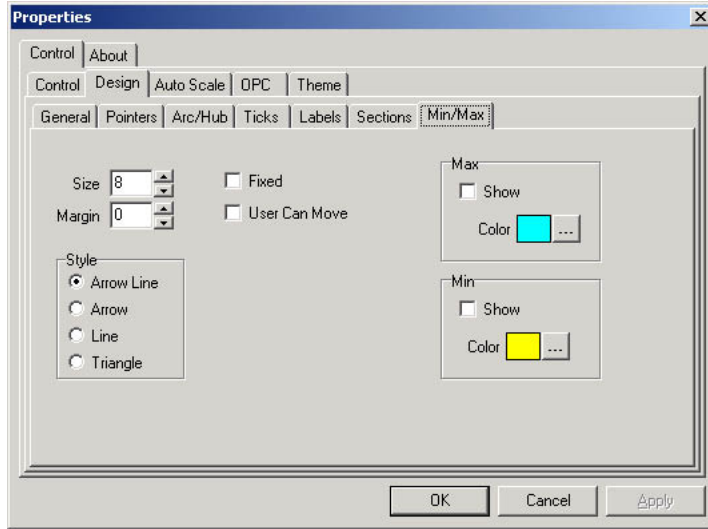 Properties
Control About
Control Design Auto Scale OPC Theme
General Pointers Arc/Hub Ticks Labels Sections Min/Max
Size 8
Margin 0
Fixed
User Can Move
Style
Arrow Line
Arrow
Line
Triangle
Max
Show
Color ...
Min
Show
Color ...
OK Cancel Apply